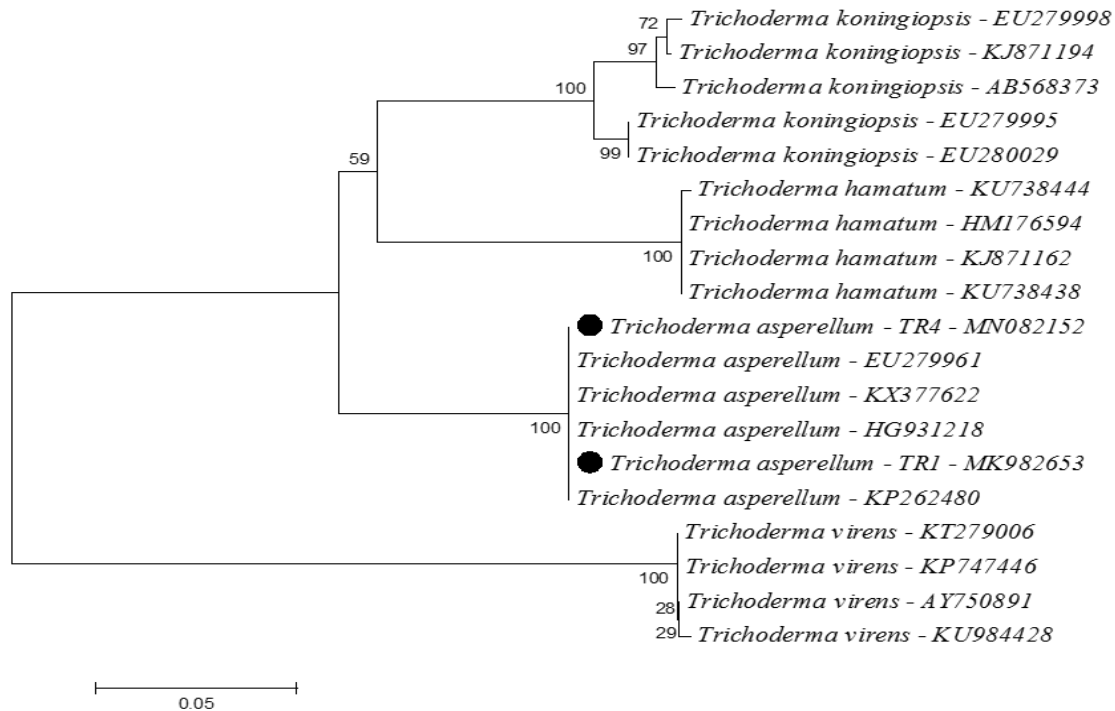 72
Trichoderma koningiopsis - EU279998
97
Trichoderma koningiopsis - KJ871194
Trichoderma koningiopsis - AB568373
100
Trichoderma koningiopsis - EU279995
99
Trichoderma koningiopsis - EU280029
59
Trichoderma hamatum - KU738444
Trichoderma hamatum - HM176594
100
Trichoderma hamatum - KJ871162
Trichoderma hamatum - KU738438
Trichoderma asperellum - TR4 - MN082152
Trichoderma asperellum - EU279961
Trichoderma asperellum - KX377622
100
Trichoderma asperellum - HG931218
Trichoderma asperellum - TR1 - MK982653
Trichoderma asperellum - KP262480
Trichoderma virens - KT279006
100
Trichoderma virens - KP747446
28
Trichoderma virens - AY750891
29
Trichoderma virens - KU984428
0.05